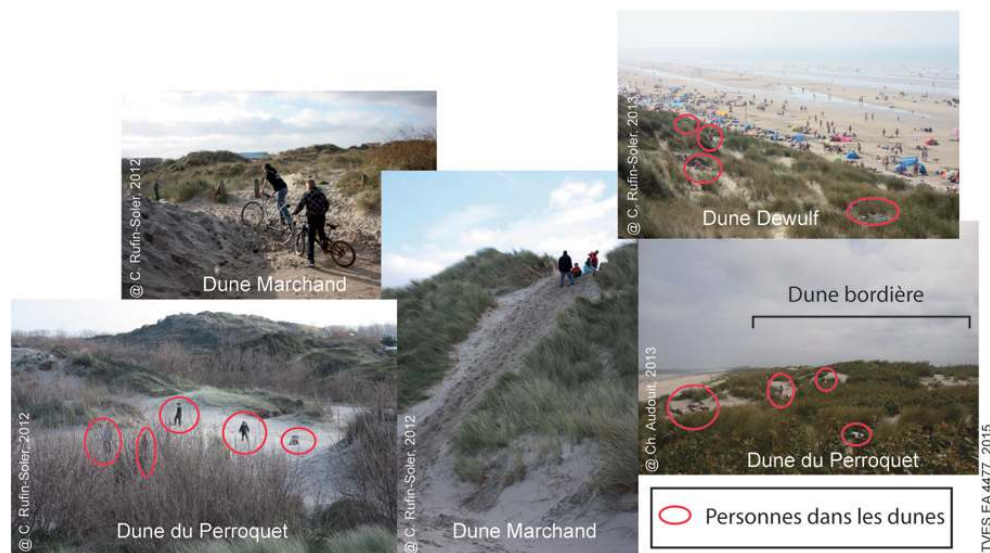 @ C. Rufin-Soler, 2012
Dune Marchand
@ C. Rufin-Soler, 2013
Dune Dewulf
@ C. Rufin-Soler, 2012
Dune du Perroquet
@ C. Rufin-Soler, 2012
Dune Marchand
Dune bordière
@ Ch. Audouit, 2013
Dune du Perroquet
Personnes dans les dunes
TVES EA 4477, 2015